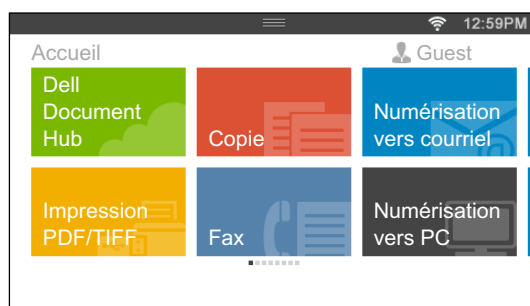 12:59PM
Accueil
Guest
Dell
Document
Hub
Copie
Numérisation
vers courriel
Impression
PDF/TIFF
Fax
Numérisation
vers PC